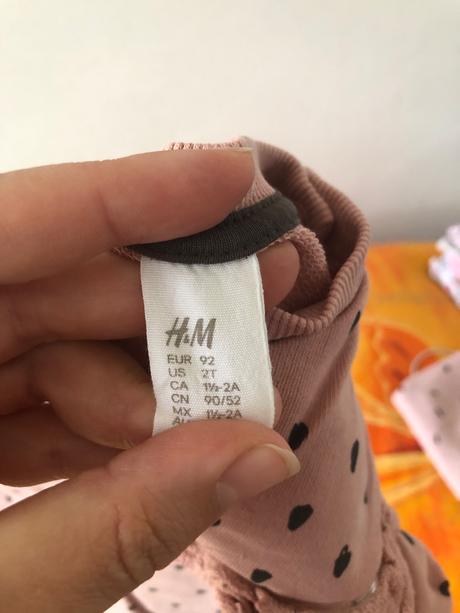 H&M
EUR 92
US 2T
CA 1½-2A
CN 90/52
MX 1½-2A